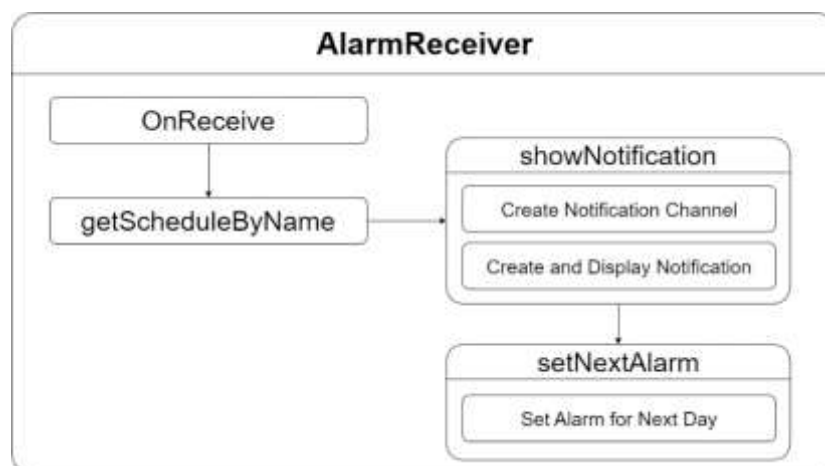 AlarmReceiver
OnReceive
getScheduleByName
showNotification
Create Notification Channel
Create and Display Notification
setNextAlarm
Set Alarm for Next Day